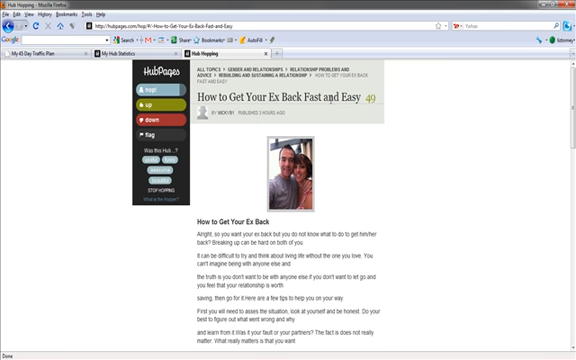 Hub Hopping - Mozilla Firefox
File Edit View History Bookmarks Tools Help
http://hubpages.com/hop/#/-How-to-Get-Your-Ex-Back-Fast-and-Easy
Yahoo
Google Search Share Bookmarks AutoFill
My 45 Day Traffic Plan My Hub Statistics Hub Hopping
HubPages
hop!
up
down
flag
Was this Hub ...?
STOP HOPPING
What is the Hopper?
ALL TOPICS GENDER AND RELATIONSHIPS RELATIONSHIP PROBLEMS AND
ADVICE REBUILDING AND SUSTAINING A RELATIONSHIP HOW TO GET YOUR EX BACK
FAST AND EASY
How to Get Your Ex Back Fast and Easy 49
BY PUBLISHED 3 HOURS AGO
How to Get Your Ex Back
Alright, so you want your ex back but you do not know what to do to get him/her
back? Breaking up can be hard on both of you.
It can be difficult to try and think about living life without the one you love. You
can't imagine being with anyone else and
the truth is you don't want to be with anyone else.if you don't want to let go and
you feel that your relationship is worth
saving, then go for it.Here are a few tips to help you on your way.
First you will need to assess the situation, look at yourself and be honest. Do your
best to figure out what went wrong and why
and learn from it.Was it your fault or your partners? The fact is does not really
matter. What really matters is that you want
Done